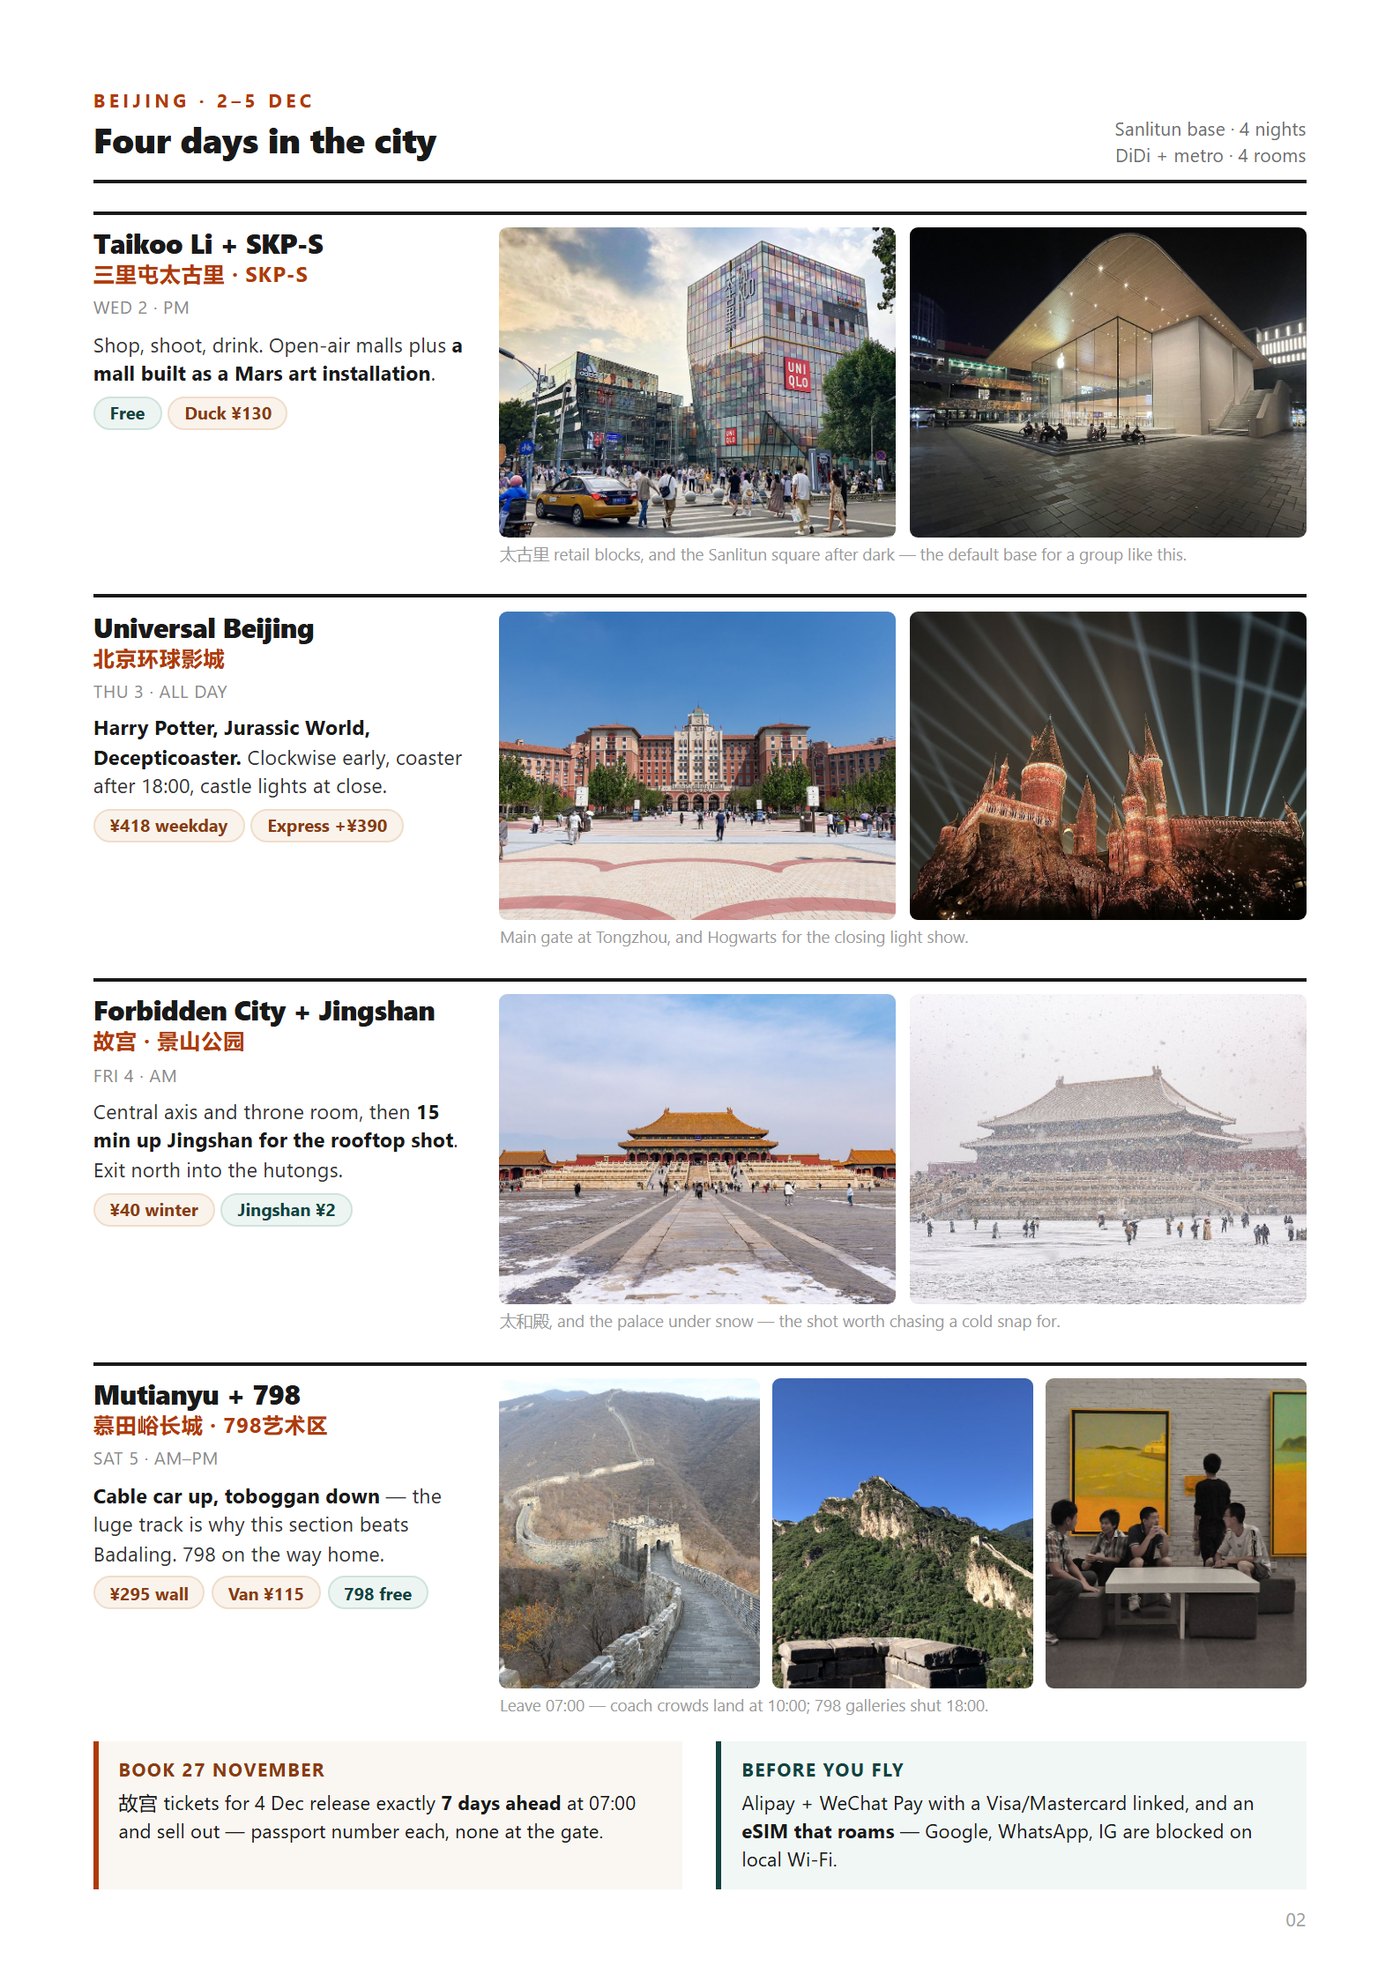 BEIJING · 2–5 DEC
Four days in the city
Sanlitun base · 4 nights
DiDi + metro · 4 rooms
Taikoo Li + SKP-S
三里屯太古里 · SKP-S
WED 2 · PM
Shop, shoot, drink. Open-air malls plus a
mall built as a Mars art installation.
Free
Duck ¥130
adidas
UNI
QLO
UNI
QLO
太古里 retail blocks, and the Sanlitun square after dark — the default base for a group like this.
Universal Beijing
北京环球影城
THU 3 · ALL DAY
Harry Potter, Jurassic World,
Decepticoaster. Clockwise early, coaster
after 18:00, castle lights at close.
¥418 weekday
Express +¥390
Main gate at Tongzhou, and Hogwarts for the closing light show.
Forbidden City + Jingshan
故宫 · 景山公园
FRI 4 · AM
Central axis and throne room, then 15
min up Jingshan for the rooftop shot.
Exit north into the hutongs.
¥40 winter
Jingshan ¥2
太和殿, and the palace under snow — the shot worth chasing a cold snap for.
Mutianyu + 798
慕田峪长城 · 798艺术区
SAT 5 · AM–PM
Cable car up, toboggan down — the
luge track is why this section beats
Badaling. 798 on the way home.
¥295 wall
Van ¥115
798 free
Leave 07:00 — coach crowds land at 10:00; 798 galleries shut 18:00.
BOOK 27 NOVEMBER
故宫 tickets for 4 Dec release exactly 7 days ahead at 07:00
and sell out — passport number each, none at the gate.
BEFORE YOU FLY
Alipay + WeChat Pay with a Visa/Mastercard linked, and an
eSIM that roams — Google, WhatsApp, IG are blocked on
local Wi-Fi.
02